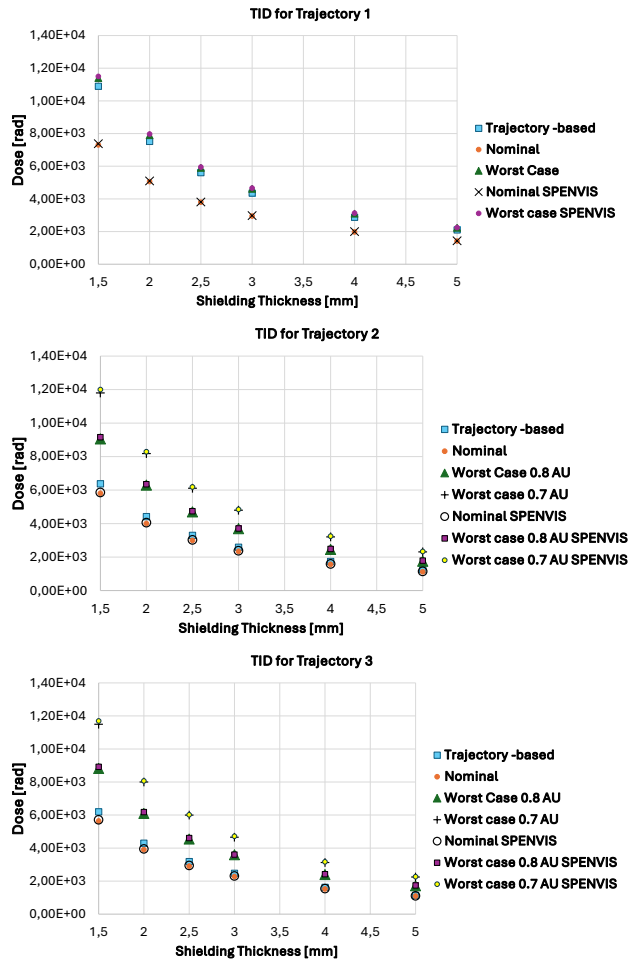 TID for Trajectory 1
1,40E+04
1,20E+04
1,00E+04
8,00E+03
6,00E+03
4,00E+03
2,00E+03
0,00E+00
Dose [rad]
1,5 2 2,5 3 3,5 4 4,5 5
Shielding Thickness [mm]
Trajectory -based
Nominal
Worst Case
Nominal SPENVIS
Worst case SPENVIS
TID for Trajectory 2
1,40E+04
1,20E+04
1,00E+04
8,00E+03
6,00E+03
4,00E+03
2,00E+03
0,00E+00
Dose [rad]
1,5 2 2,5 3 3,5 4 4,5 5
Shielding Thickness [mm]
Trajectory -based
Nominal
Worst Case 0.8 AU
Worst case 0.7 AU
Nominal SPENVIS
Worst case 0.8 AU SPENVIS
Worst case 0.7 AU SPENVIS
TID for Trajectory 3
1,40E+04
1,20E+04
1,00E+04
8,00E+03
6,00E+03
4,00E+03
2,00E+03
0,00E+00
Dose [rad]
1,5 2 2,5 3 3,5 4 4,5 5
Shielding Thickness [mm]
Trajectory -based
Nominal
Worst Case 0.8 AU
Worst case 0.7 AU
Nominal SPENVIS
Worst case 0.8 AU SPENVIS
Worst case 0.7 AU SPENVIS